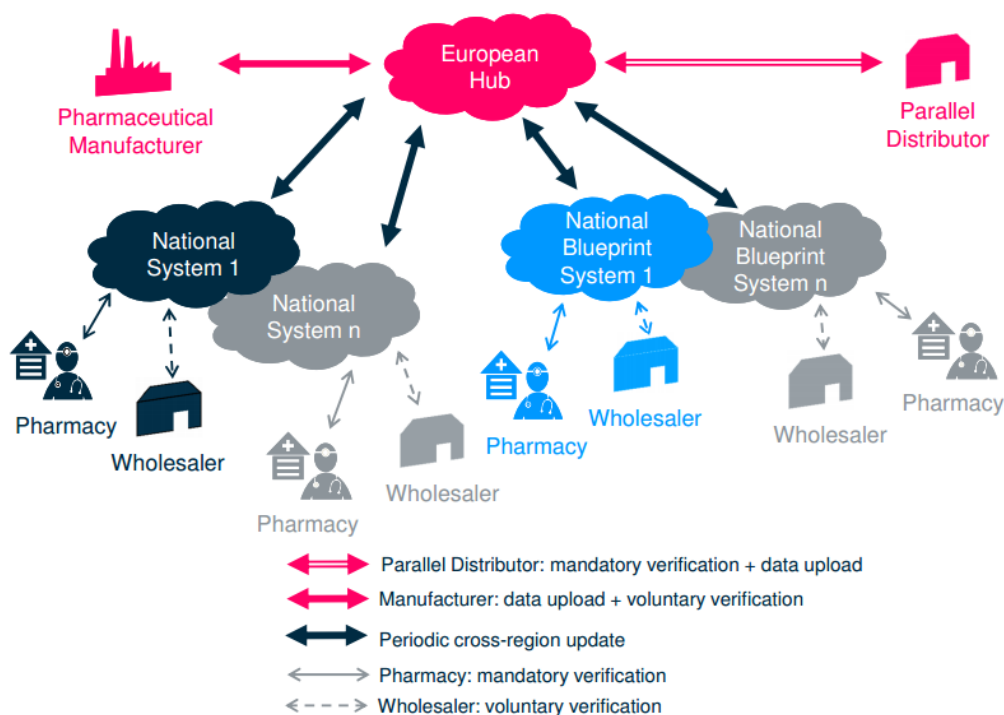 European
Hub
Pharmaceutical
Manufacturer
Parallel
Distributor
National
System 1
National
System n
National
Blueprint
System 1
National
Blueprint
System n
Pharmacy
Wholesaler
Pharmacy
Wholesaler
Pharmacy
Wholesaler
Wholesaler
Pharmacy
Parallel Distributor: mandatory verification + data upload
Manufacturer: data upload + voluntary verification
Periodic cross-region update
Pharmacy: mandatory verification
Wholesaler: voluntary verification